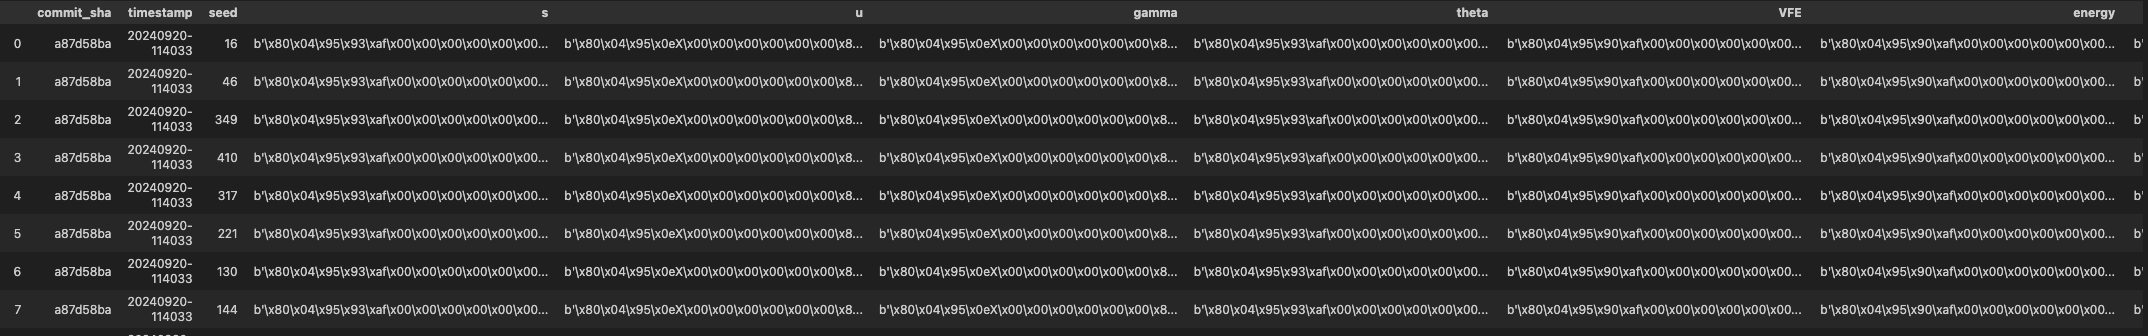 commit_sha timestamp seed s u gamma theta VFE energy
0 a87d58ba 20240920-114033 16 b'\x80\x04\x95\x93\xaf\x00\x00\x00\x00\x00\x00... b'\x80\x04\x95\x0eX\x00\x00\x00\x00\x00\x00\x8... b'\x80\x04\x95\x0eX\x00\x00\x00\x00\x00\x00\x8... b'\x80\x04\x95\x93\xaf\x00\x00\x00\x00\x00\x00... b'\x80\x04\x95\x90\xaf\x00\x00\x00\x00\x00\x00... b'\x80\x04\x95\x90\xaf\x00\x00\x00\x00\x00\x00... b'
1 a87d58ba 20240920-114033 46 b'\x80\x04\x95\x93\xaf\x00\x00\x00\x00\x00\x00... b'\x80\x04\x95\x0eX\x00\x00\x00\x00\x00\x00\x8... b'\x80\x04\x95\x0eX\x00\x00\x00\x00\x00\x00\x8... b'\x80\x04\x95\x93\xaf\x00\x00\x00\x00\x00\x00... b'\x80\x04\x95\x90\xaf\x00\x00\x00\x00\x00\x00... b'\x80\x04\x95\x90\xaf\x00\x00\x00\x00\x00\x00... b'
2 a87d58ba 20240920-114033 349 b'\x80\x04\x95\x93\xaf\x00\x00\x00\x00\x00\x00... b'\x80\x04\x95\x0eX\x00\x00\x00\x00\x00\x00\x8... b'\x80\x04\x95\x0eX\x00\x00\x00\x00\x00\x00\x8... b'\x80\x04\x95\x93\xaf\x00\x00\x00\x00\x00\x00... b'\x80\x04\x95\x90\xaf\x00\x00\x00\x00\x00\x00... b'\x80\x04\x95\x90\xaf\x00\x00\x00\x00\x00\x00... b'
3 a87d58ba 20240920-114033 410 b'\x80\x04\x95\x93\xaf\x00\x00\x00\x00\x00\x00... b'\x80\x04\x95\x0eX\x00\x00\x00\x00\x00\x00\x8... b'\x80\x04\x95\x0eX\x00\x00\x00\x00\x00\x00\x8... b'\x80\x04\x95\x93\xaf\x00\x00\x00\x00\x00\x00... b'\x80\x04\x95\x90\xaf\x00\x00\x00\x00\x00\x00... b'\x80\x04\x95\x90\xaf\x00\x00\x00\x00\x00\x00... b'
4 a87d58ba 20240920-114033 317 b'\x80\x04\x95\x93\xaf\x00\x00\x00\x00\x00\x00... b'\x80\x04\x95\x0eX\x00\x00\x00\x00\x00\x00\x8... b'\x80\x04\x95\x0eX\x00\x00\x00\x00\x00\x00\x8... b'\x80\x04\x95\x93\xaf\x00\x00\x00\x00\x00\x00... b'\x80\x04\x95\x90\xaf\x00\x00\x00\x00\x00\x00... b'\x80\x04\x95\x90\xaf\x00\x00\x00\x00\x00\x00... b'
5 a87d58ba 20240920-114033 221 b'\x80\x04\x95\x93\xaf\x00\x00\x00\x00\x00\x00... b'\x80\x04\x95\x0eX\x00\x00\x00\x00\x00\x00\x8... b'\x80\x04\x95\x0eX\x00\x00\x00\x00\x00\x00\x8... b'\x80\x04\x95\x93\xaf\x00\x00\x00\x00\x00\x00... b'\x80\x04\x95\x90\xaf\x00\x00\x00\x00\x00\x00... b'\x80\x04\x95\x90\xaf\x00\x00\x00\x00\x00\x00... b'
6 a87d58ba 20240920-114033 130 b'\x80\x04\x95\x93\xaf\x00\x00\x00\x00\x00\x00... b'\x80\x04\x95\x0eX\x00\x00\x00\x00\x00\x00\x8... b'\x80\x04\x95\x0eX\x00\x00\x00\x00\x00\x00\x8... b'\x80\x04\x95\x93\xaf\x00\x00\x00\x00\x00\x00... b'\x80\x04\x95\x90\xaf\x00\x00\x00\x00\x00\x00... b'\x80\x04\x95\x90\xaf\x00\x00\x00\x00\x00\x00... b'
7 a87d58ba 20240920-114033 144 b'\x80\x04\x95\x93\xaf\x00\x00\x00\x00\x00\x00... b'\x80\x04\x95\x0eX\x00\x00\x00\x00\x00\x00\x8... b'\x80\x04\x95\x0eX\x00\x00\x00\x00\x00\x00\x8... b'\x80\x04\x95\x93\xaf\x00\x00\x00\x00\x00\x00... b'\x80\x04\x95\x90\xaf\x00\x00\x00\x00\x00\x00... b'\x80\x04\x95\x90\xaf\x00\x00\x00\x00\x00\x00... b'